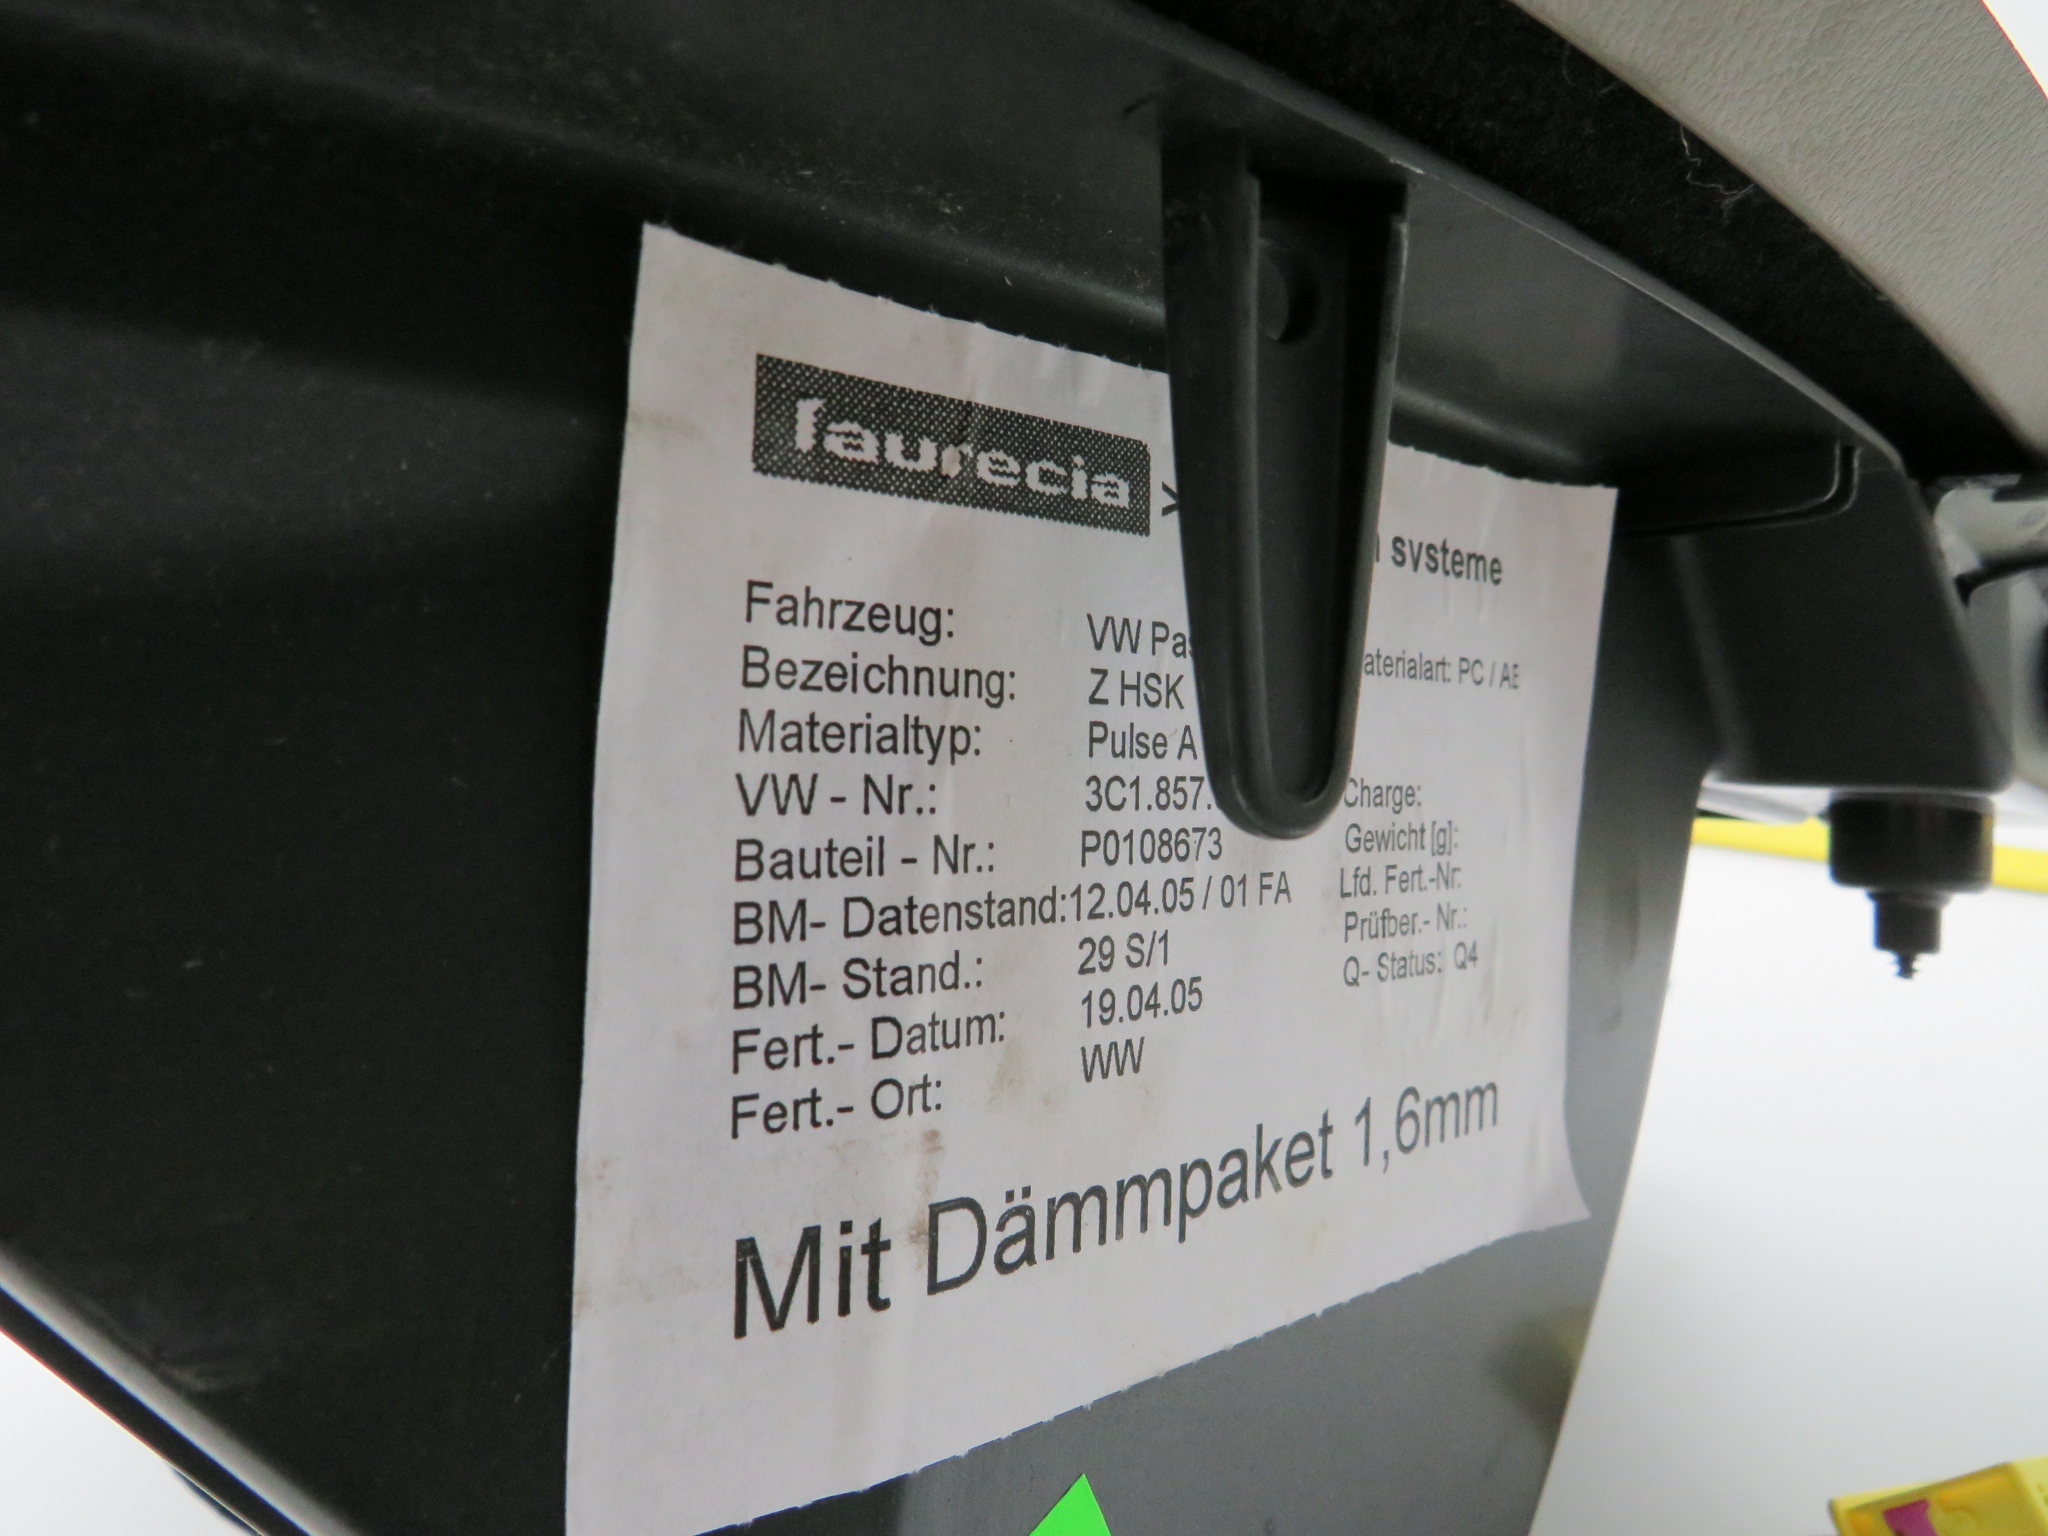 faurecia
systeme
Fahrzeug: VW Pas
Bezeichnung: Z HSK aterialart: PC / AB
Materialtyp: Pulse A
VW - Nr.: 3C1.857. Charge:
Bauteil - Nr.: P0108673 Gewicht [g]:
BM- Datenstand:12.04.05 / 01 FA Lfd. Fert.-Nr.
BM- Stand.: 29 S/1 Prüfber.- Nr.:
Fert.- Datum: 19.04.05 Q- Status: Q4
Fert.- Ort: WW
Mit Dämmpaket 1,6mm